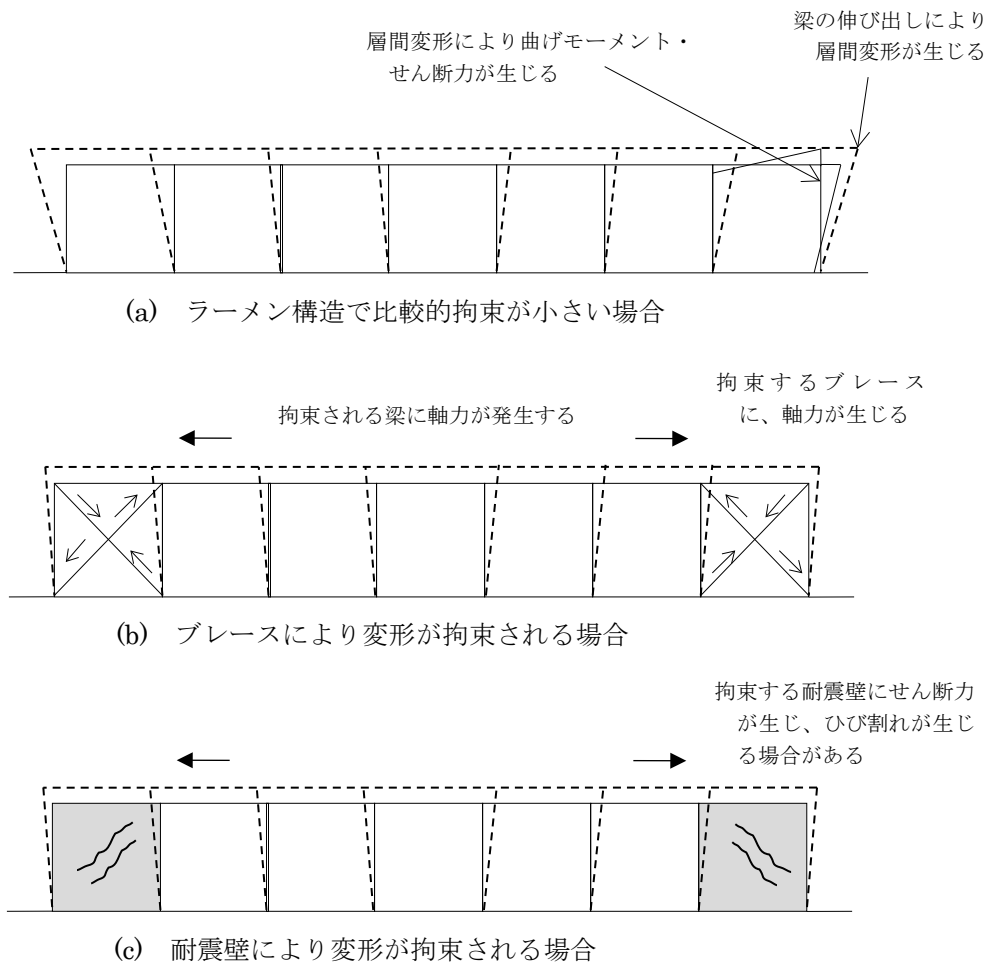 梁の伸び出しにより
層間変形が生じる
層間変形により曲げモーメント・
せん断力が生じる
(a) ラーメン構造で比較的拘束が小さい場合
拘束するブレース
に、軸力が生じる
拘束される梁に軸力が発生する
(b) ブレースにより変形が拘束される場合
拘束する耐震壁にせん断力
が生じ、ひび割れが生じ
る場合がある
(c) 耐震壁により変形が拘束される場合